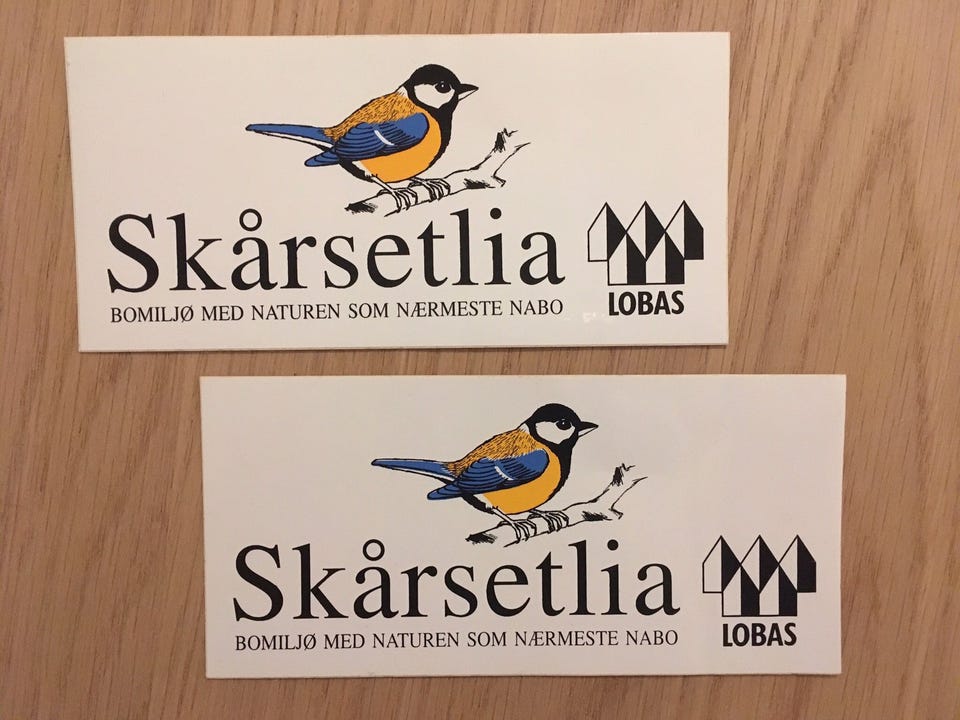 Skårsetlia
BOMILJØ MED NATUREN SOM NÆRMESTE NABO
LOBAS
Skårsetlia
BOMILJØ MED NATUREN SOM NÆRMESTE NABO
LOBAS